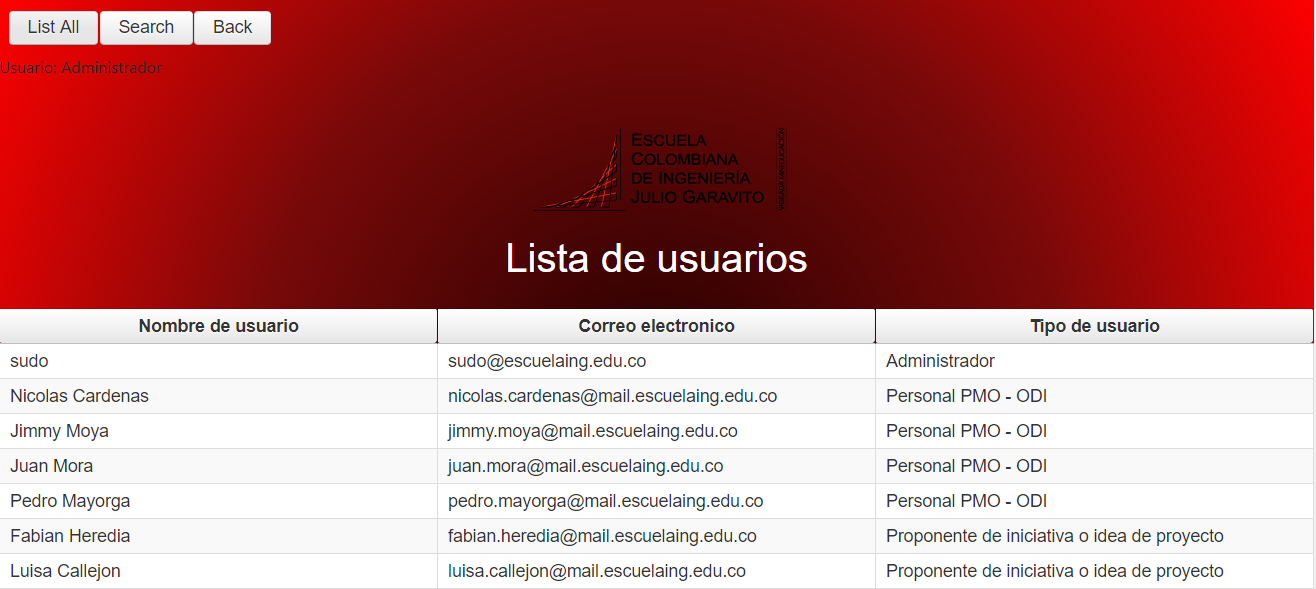 List All Search Back
Usuario: Administrador
ESCUELA
COLOMBIANA
DE INGENIERÍA
JULIO GARAVITO
VIGILADA MINEDUCACIÓN
Lista de usuarios
Nombre de usuario Correo electronico Tipo de usuario
sudo sudo@escuelaing.edu.co Administrador
Nicolas Cardenas nicolas.cardenas@mail.escuelaing.edu.co Personal PMO - ODI
Jimmy Moya jimmy.moya@mail.escuelaing.edu.co Personal PMO - ODI
Juan Mora juan.mora@mail.escuelaing.edu.co Personal PMO - ODI
Pedro Mayorga pedro.mayorga@mail.escuelaing.edu.co Personal PMO - ODI
Fabian Heredia fabian.heredia@mail.escuelaing.edu.co Proponente de iniciativa o idea de proyecto
Luisa Callejon luisa.callejon@mail.escuelaing.edu.co Proponente de iniciativa o idea de proyecto